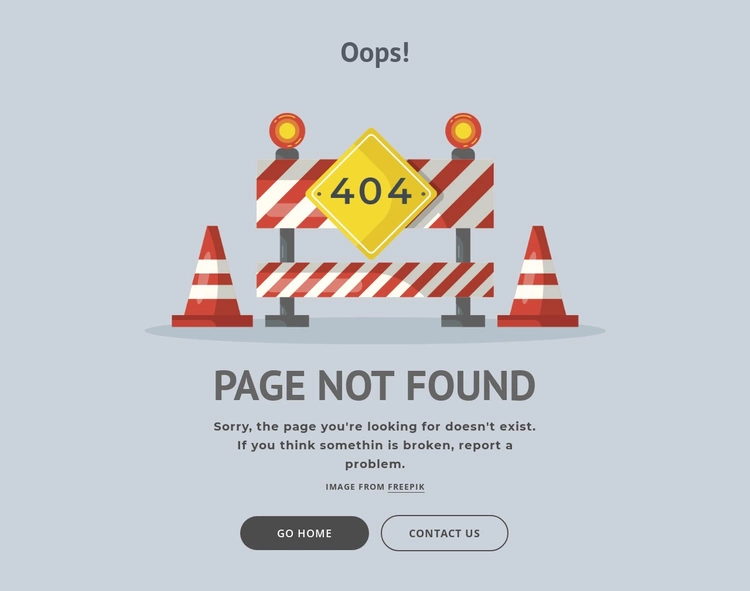 Oops!
404
PAGE NOT FOUND
Sorry, the page you're looking for doesn't exist.
If you think somethin is broken, report a
problem.
IMAGE FROM FREEPIK
GO HOME
CONTACT US